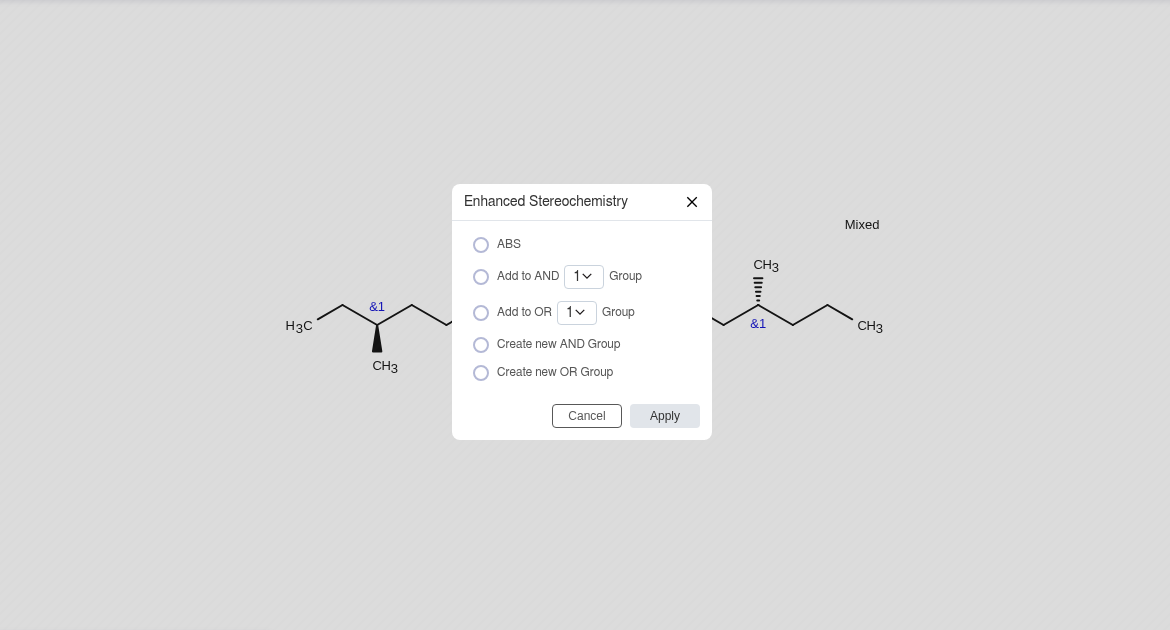 Enhanced Stereochemistry
ABS
Mixed
CH3
Add to AND 1 Group
&1
Add to OR 1 Group
&1
H3C
CH3
Create new AND Group
CH3
Create new OR Group
Cancel Apply